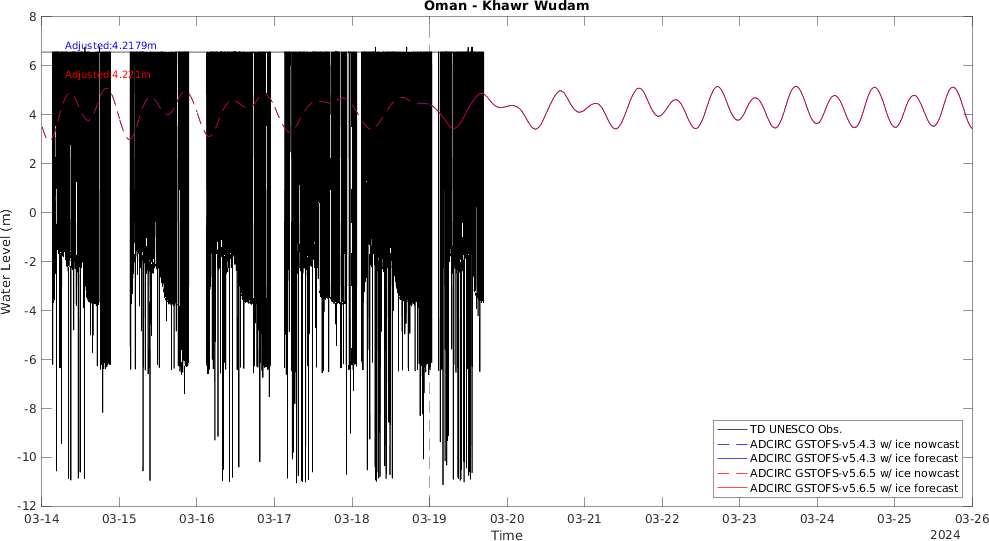 Oman - Khawr Wudam
8
6
4
2
0
-2
-4
-6
-8
-10
-12
Water Level (m)
Adjusted:4.2179m
Adjusted:4.221m
TD UNESCO Obs.
ADCIRC GSTOFS-v5.4.3 w/ ice nowcast
ADCIRC GSTOFS-v5.4.3 w/ ice forecast
ADCIRC GSTOFS-v5.6.5 w/ ice nowcast
ADCIRC GSTOFS-v5.6.5 w/ ice forecast
03-14 03-15 03-16 03-17 03-18 03-19 03-20 03-21 03-22 03-23 03-24 03-25 03-26
Time
2024